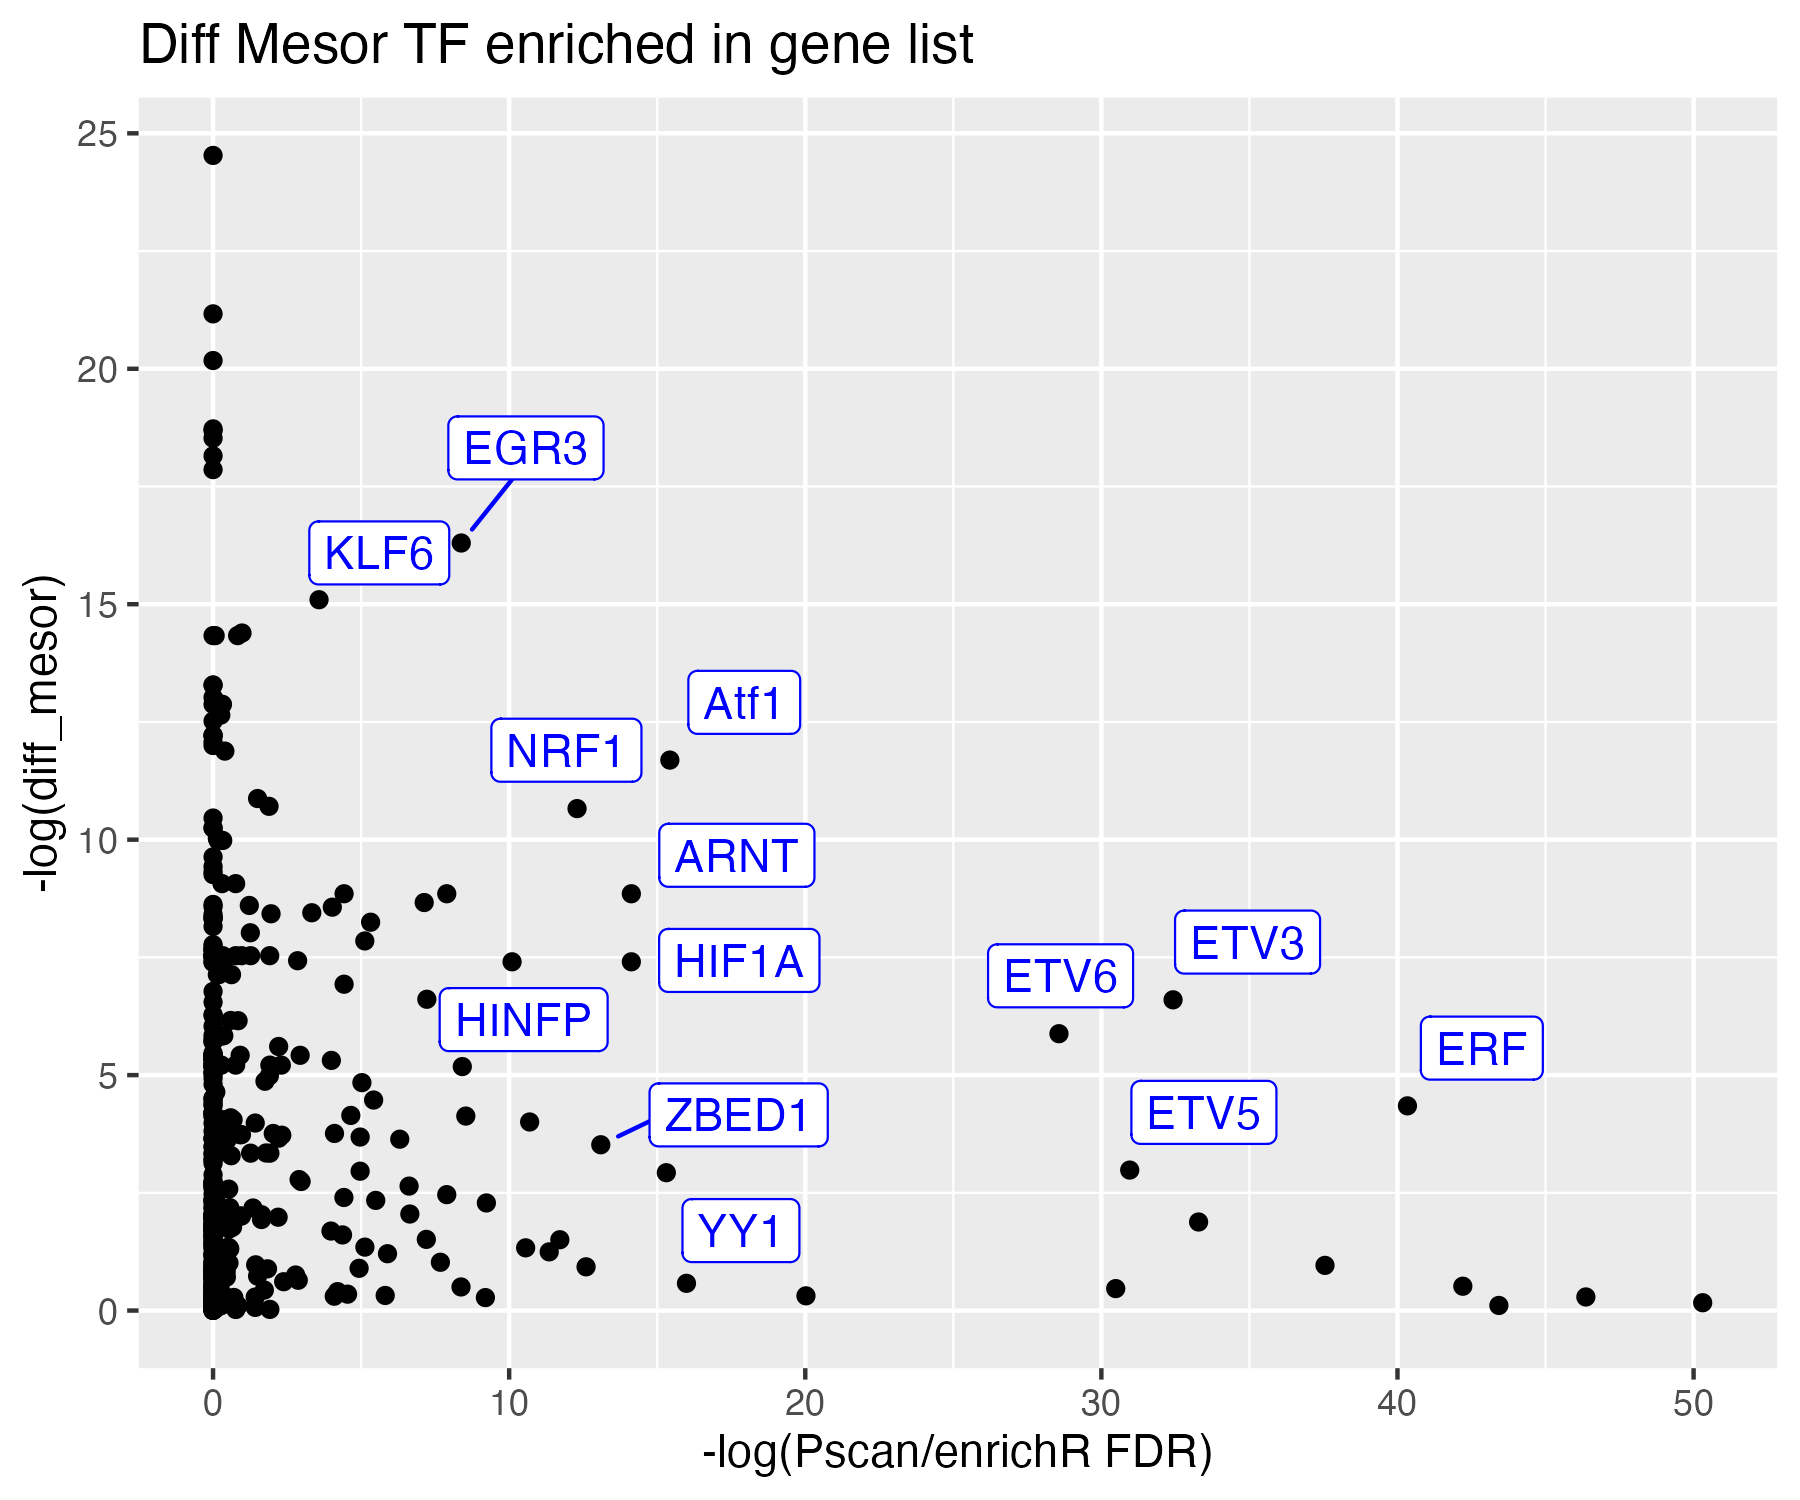 Diff Mesor TF enriched in gene list
25
20
15
10
5
0
-log(diff_mesor)
EGR3
KLF6
Atf1
NRF1
ARNT
ETV3
HIF1A
ETV6
HINFP
ERF
ETV5
ZBED1
YY1
0
10
20
30
40
50
-log(Pscan/enrichR FDR)